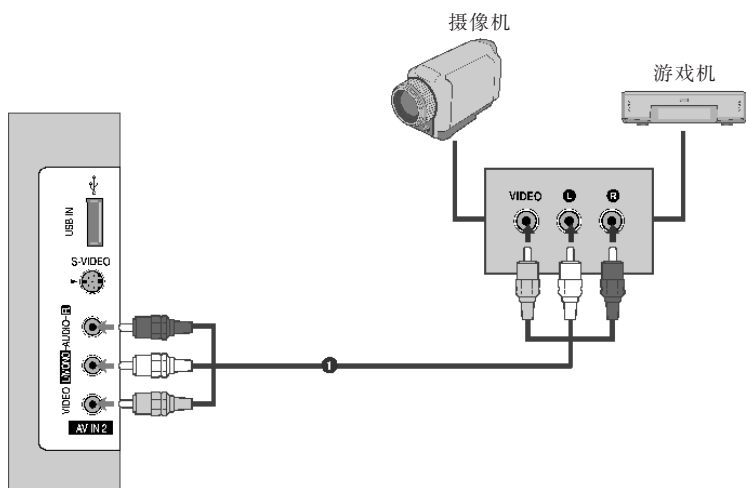 摄像机
游戏机
VIDEO L R
USB IN
S-VIDEO
VIDEO L/MONO-AUDIO-R
AV IN 2
1